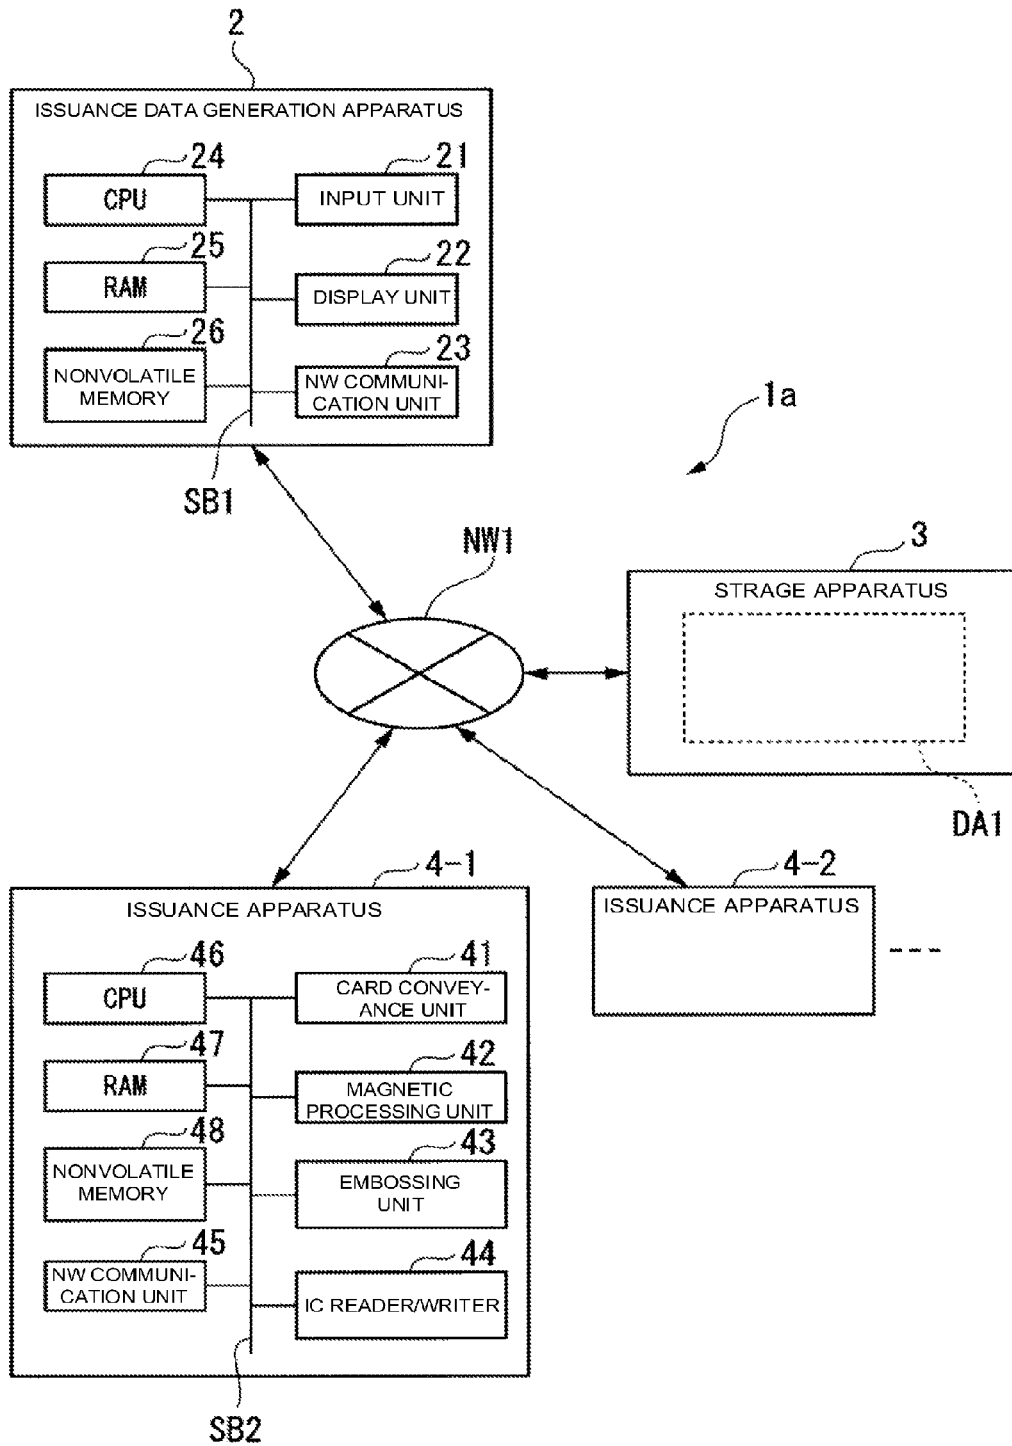 2
ISSUANCE DATA GENERATION APPARATUS
24
CPU
21
INPUT UNIT
25
RAM
22
DISPLAY UNIT
26
NONVOLATILE
MEMORY
23
NW COMMUNI-
CATION UNIT
SB1
1a
NW1
3
STRAGE APPARATUS
DA1
4-1
ISSUANCE APPARATUS
46
CPU
41
CARD CONVEY-
ANCE UNIT
47
RAM
42
MAGNETIC
PROCESSING UNIT
48
NONVOLATILE
MEMORY
43
EMBOSSING
UNIT
45
NW COMMUNI-
CATION UNIT
44
IC READER/WRITER
SB2
4-2
ISSUANCE APPARATUS
---